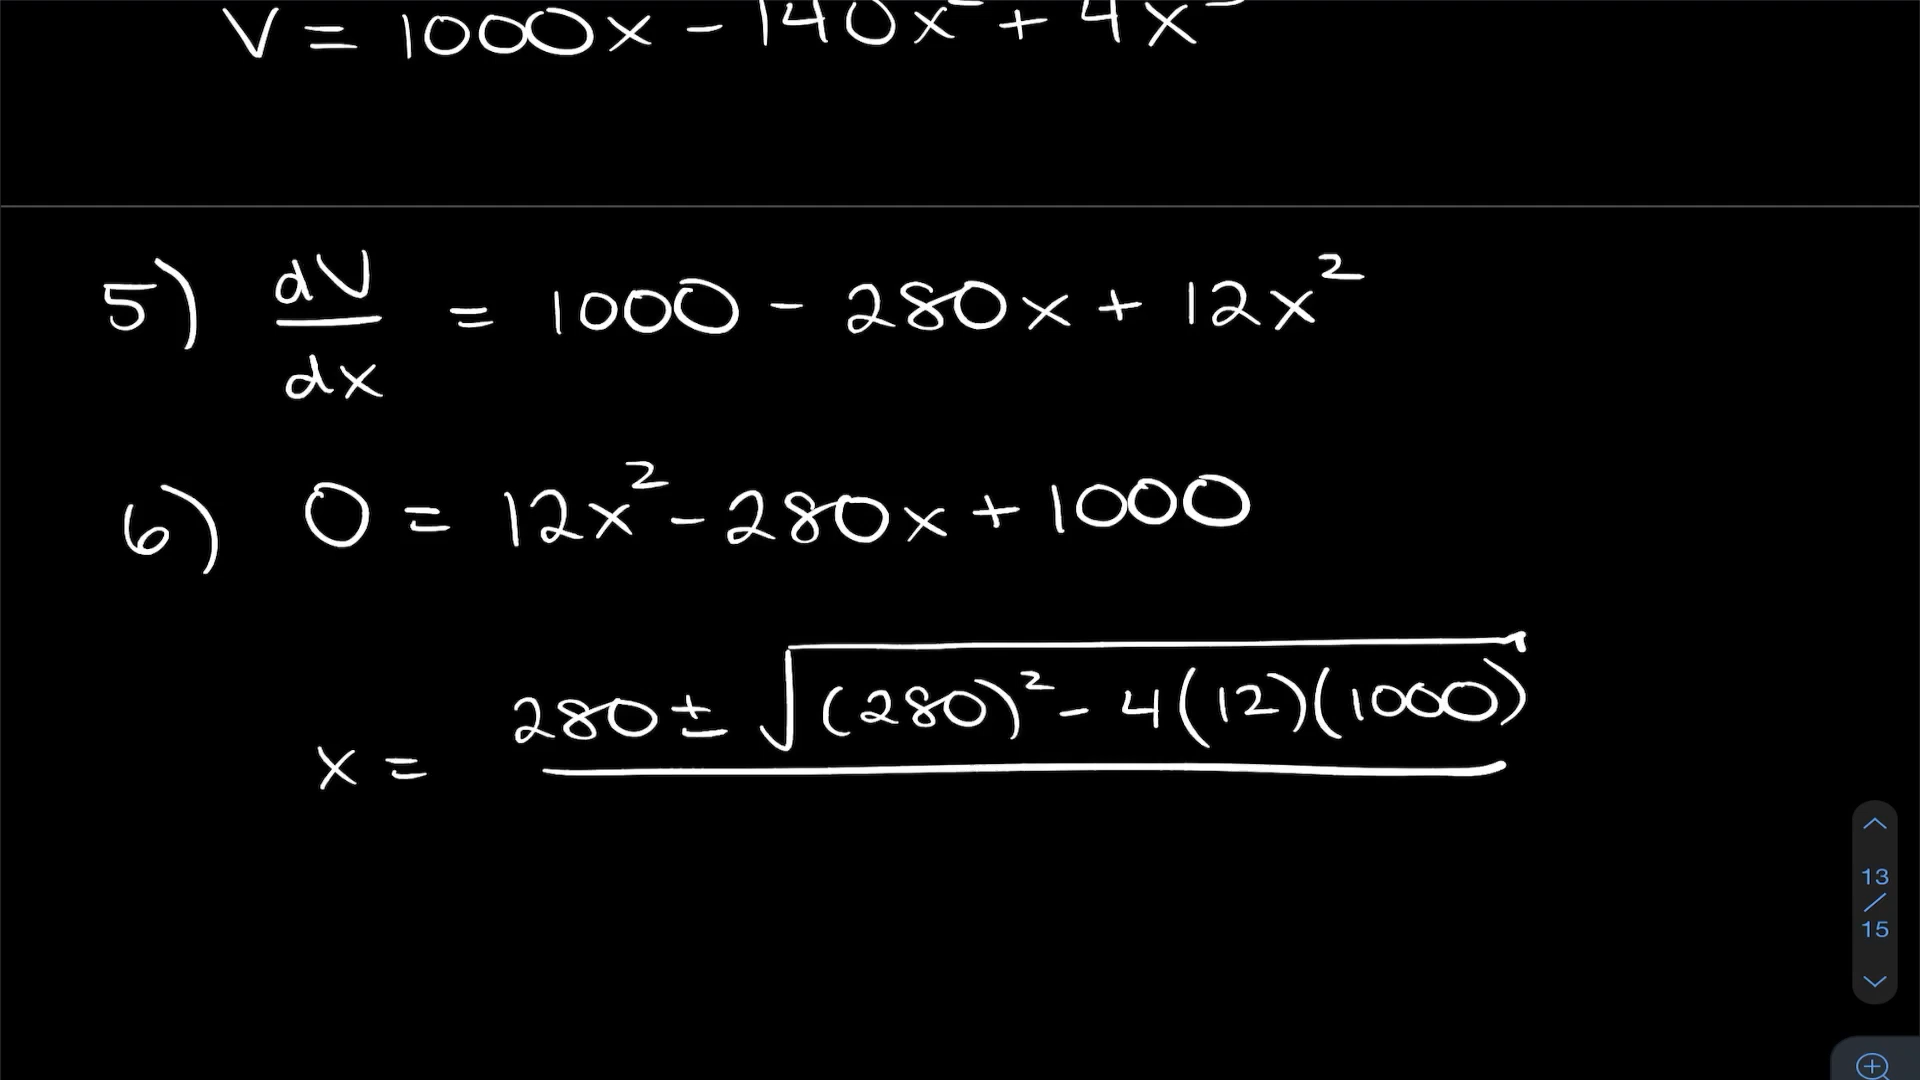 V = 1000x - 140x² + 4x
5) dV/dx = 1000 - 280x + 12x²
6) 0 = 12x² - 280x + 1000
x = 280 ± √((280)² - 4(12)(1000))
13
/
15